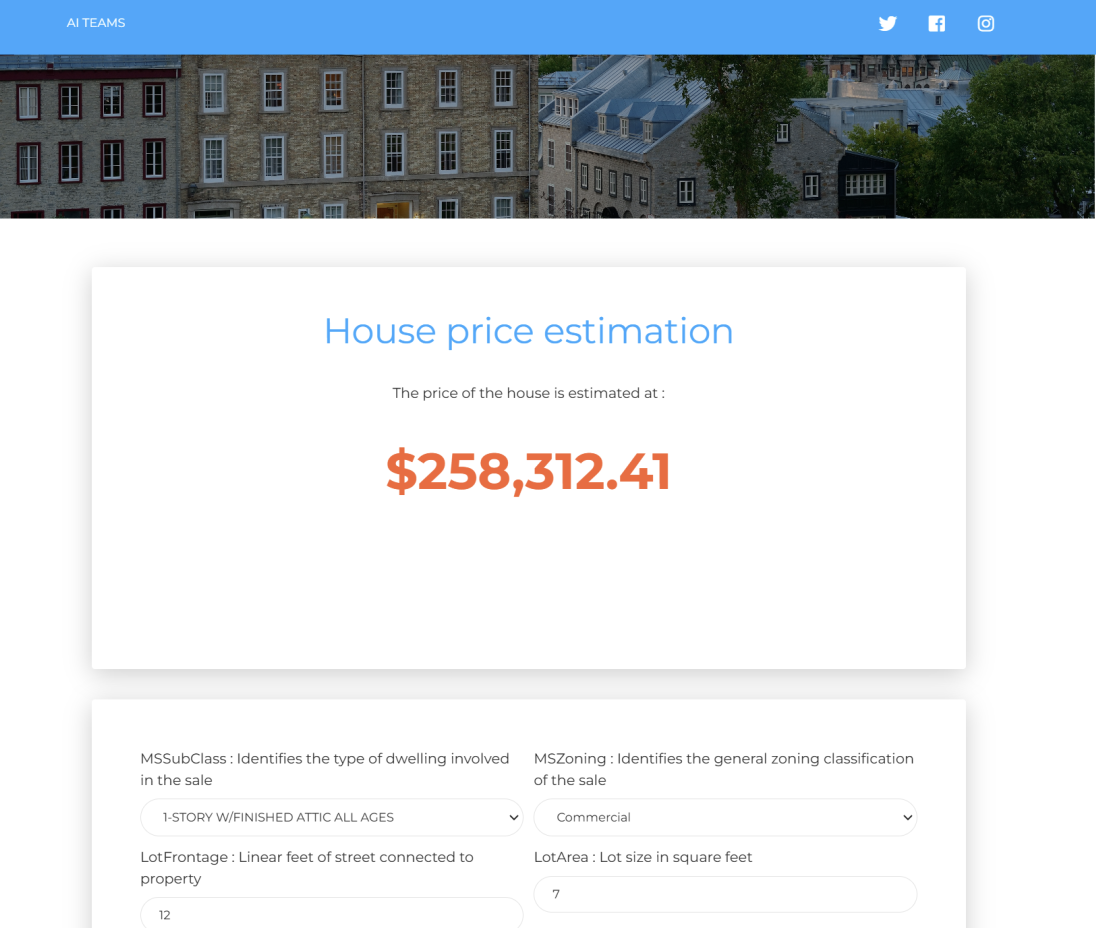 AI TEAMS
House price estimation
The price of the house is estimated at :
$258,312.41
MSSubClass : Identifies the type of dwelling involved
in the sale
MSZoning : Identifies the general zoning classification
of the sale
1-STORY W/FINISHED ATTIC ALL AGES
Commercial
LotFrontage : Linear feet of street connected to
property
LotArea : Lot size in square feet
12
7